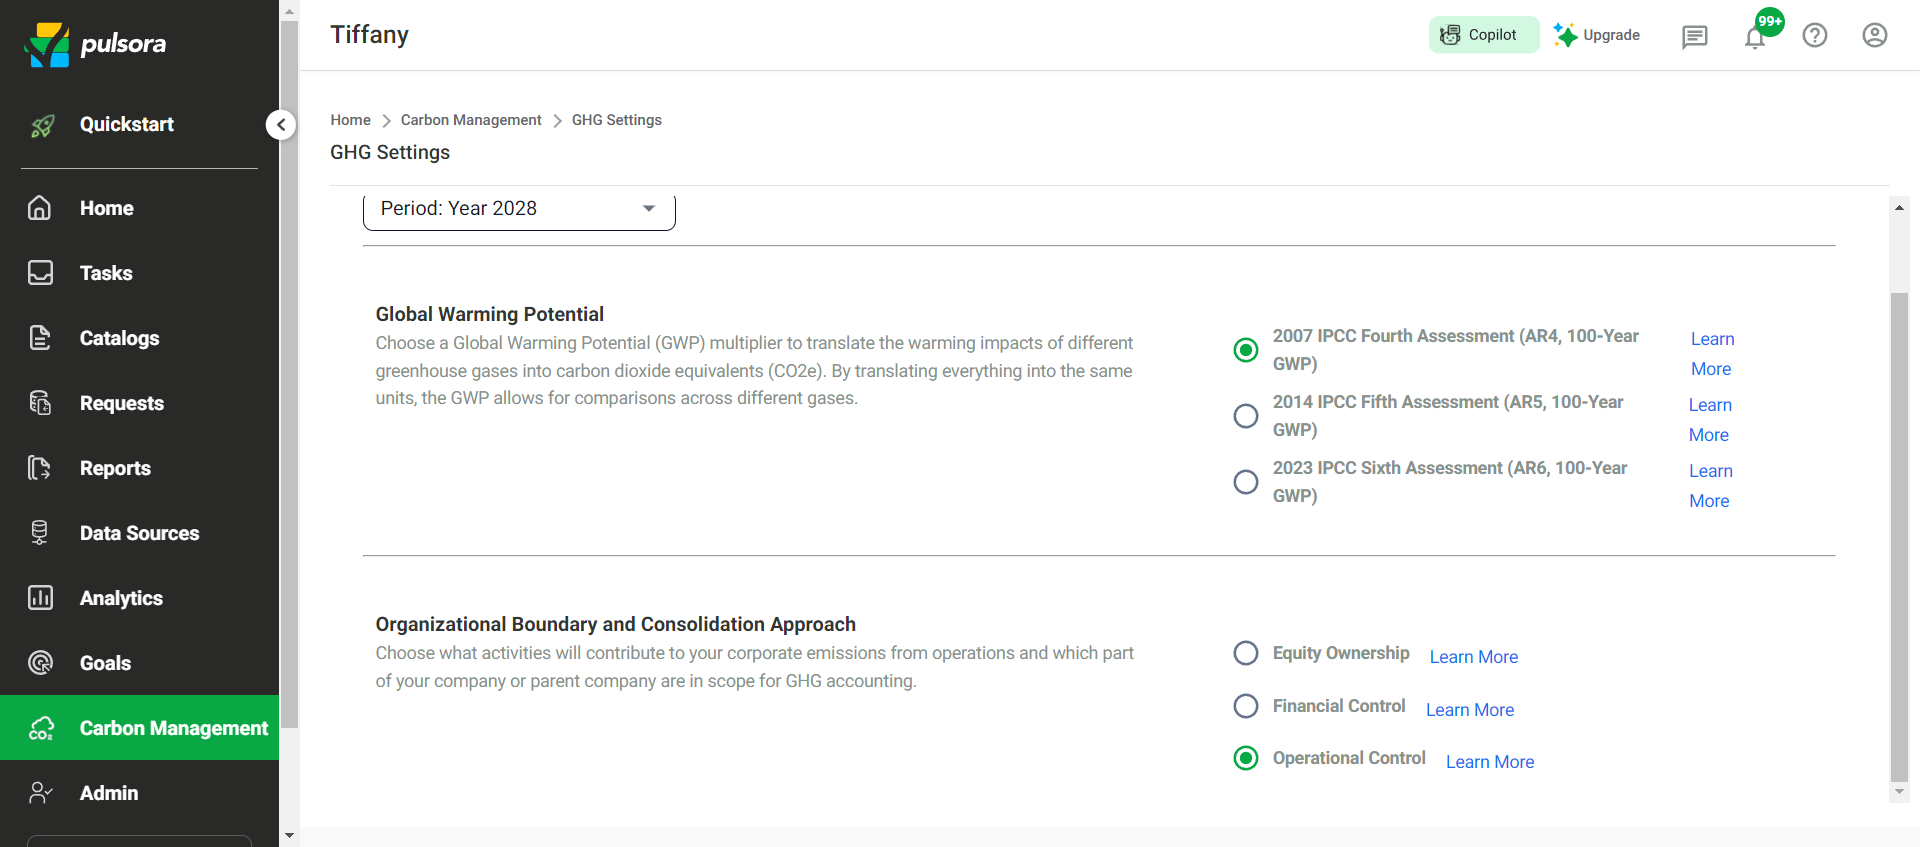 pulsora
Tiffany
Copilot
Upgrade
99+
Quickstart
Home
Tasks
Catalogs
Requests
Reports
Data Sources
Analytics
Goals
CO₂
Carbon Management
Admin
Home > Carbon Management > GHG Settings
GHG Settings
Period: Year 2028
Global Warming Potential
Choose a Global Warming Potential (GWP) multiplier to translate the warming impacts of different
greenhouse gases into carbon dioxide equivalents (CO2e). By translating everything into the same
units, the GWP allows for comparisons across different gases.
2007 IPCC Fourth Assessment (AR4, 100-Year
GWP)
Learn
More
2014 IPCC Fifth Assessment (AR5, 100-Year
GWP)
Learn
More
2023 IPCC Sixth Assessment (AR6, 100-Year
GWP)
Learn
More
Organizational Boundary and Consolidation Approach
Choose what activities will contribute to your corporate emissions from operations and which part
of your company or parent company are in scope for GHG accounting.
Equity Ownership Learn More
Financial Control Learn More
Operational Control Learn More